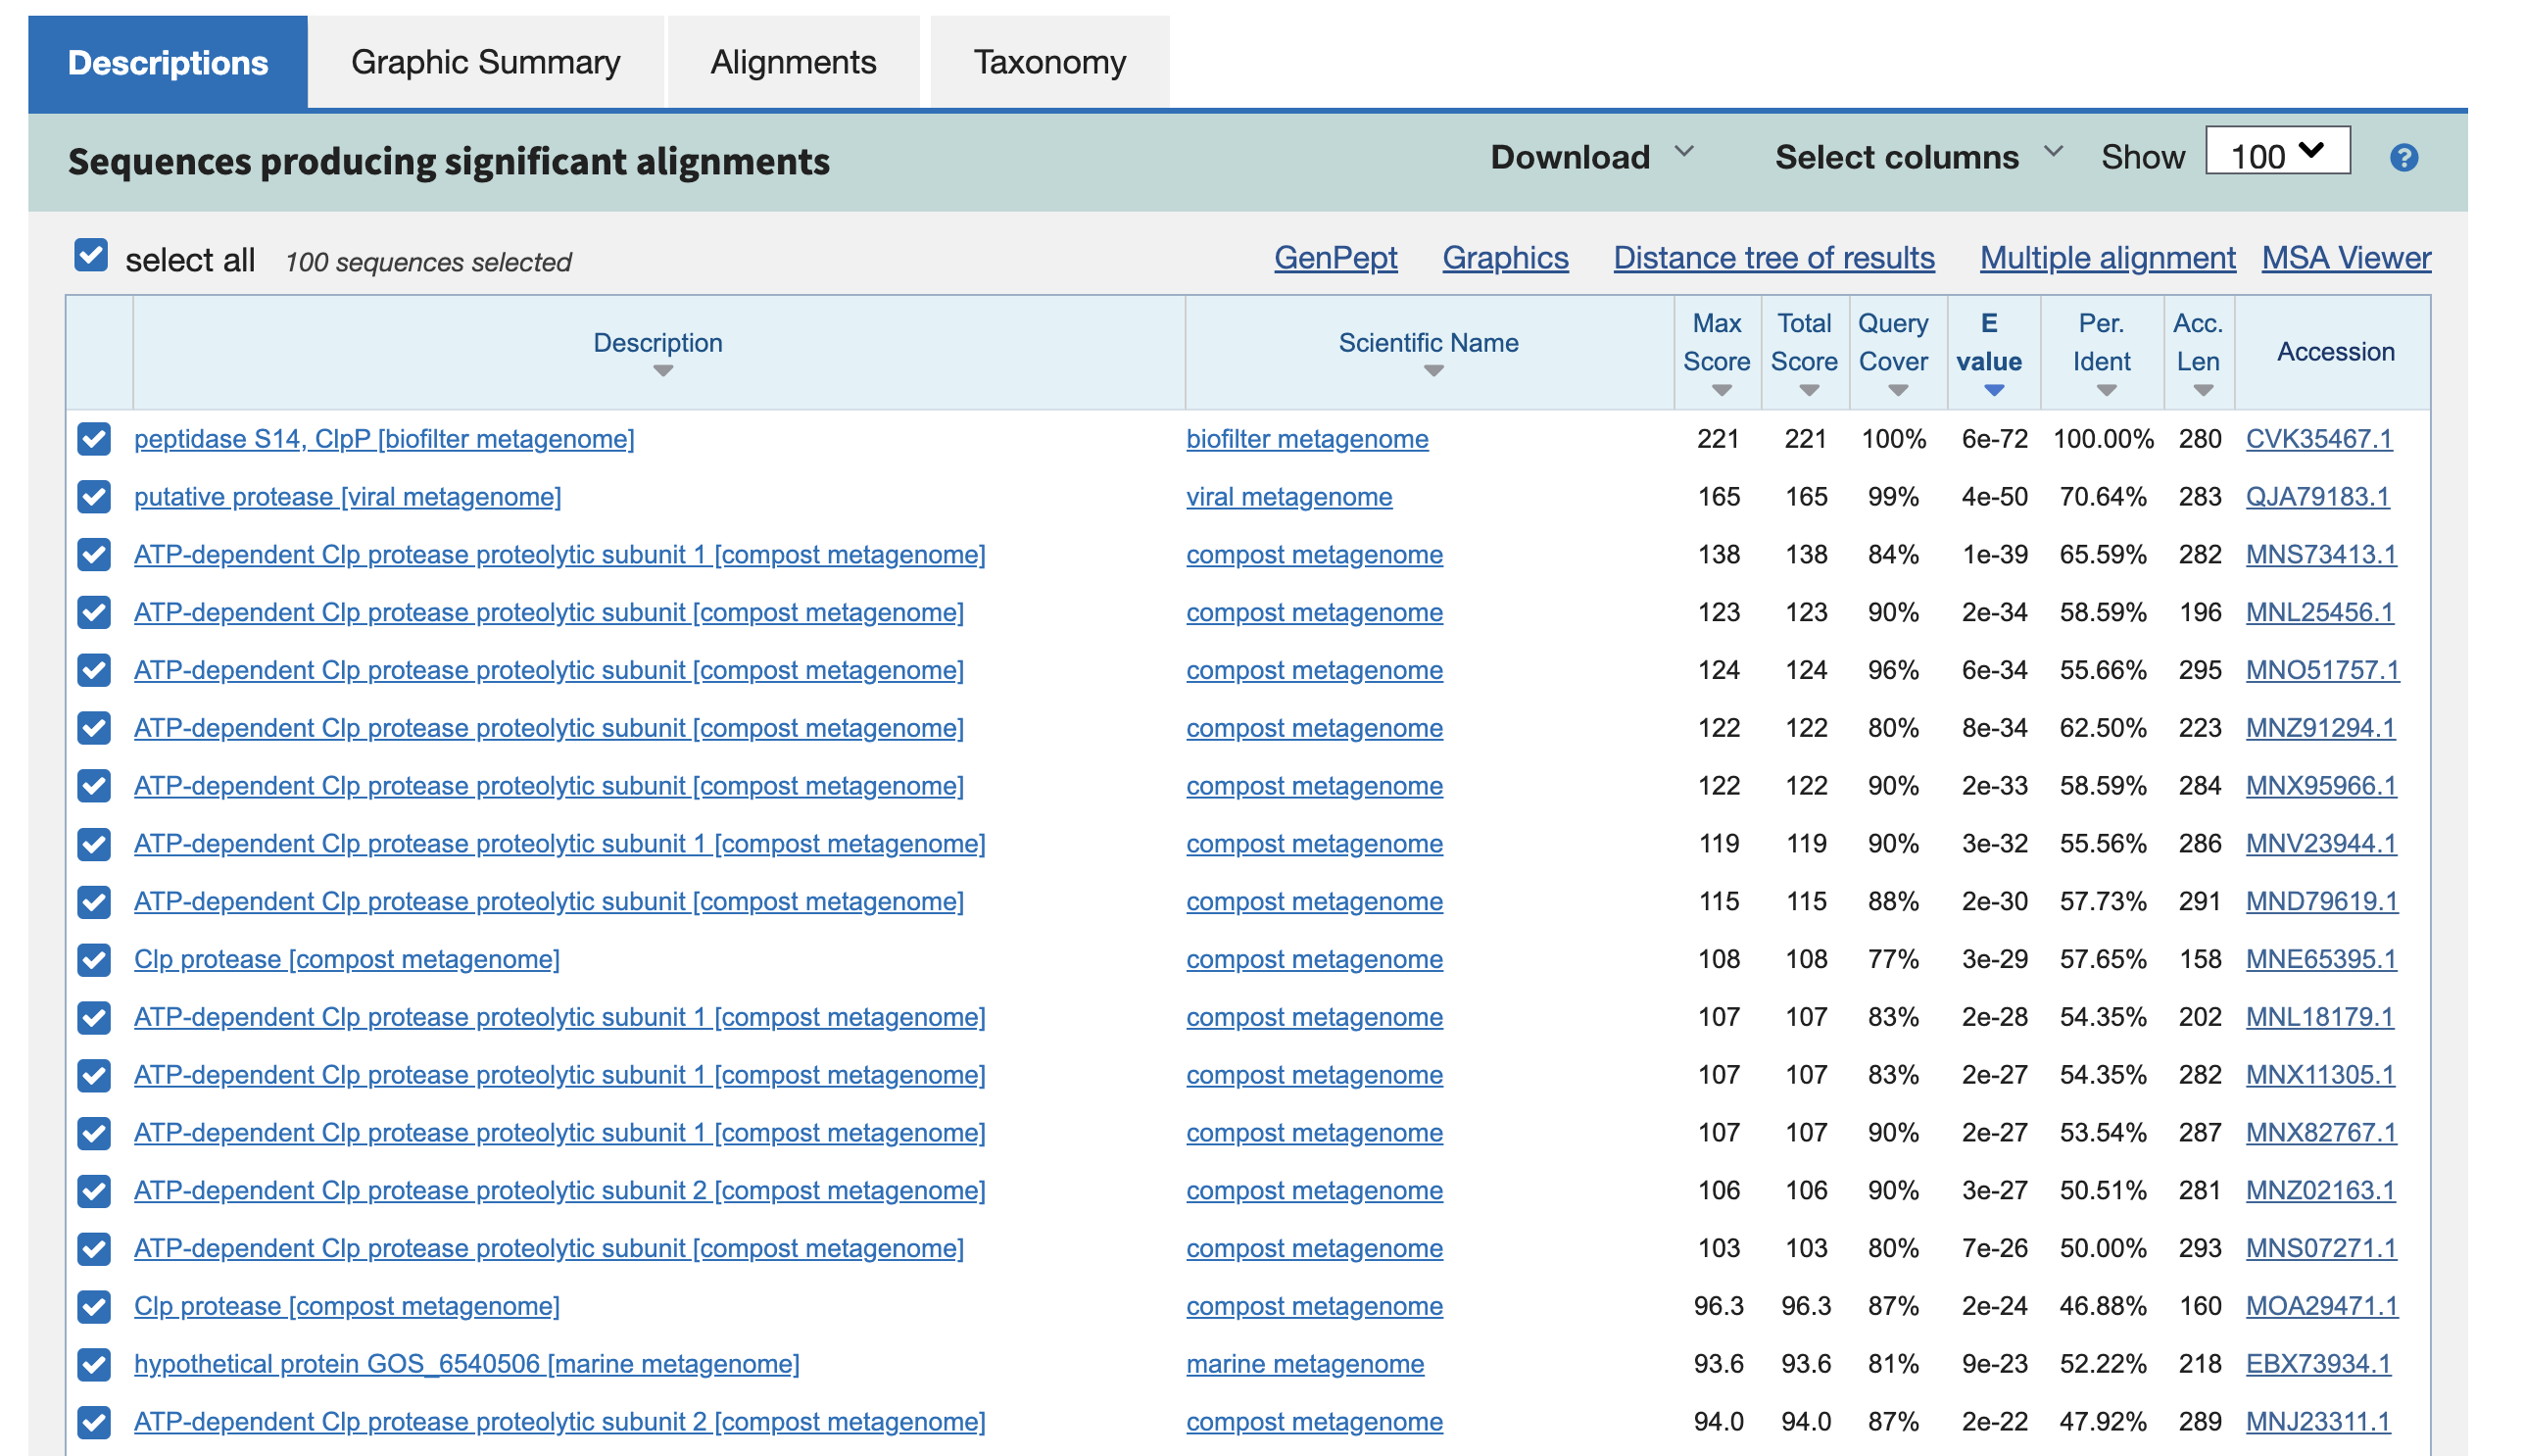 Descriptions Graphic Summary Alignments Taxonomy
Sequences producing significant alignments Download Select columns Show 100 ?
select all 100 sequences selected GenPept Graphics Distance tree of results Multiple alignment MSA Viewer
Description Scientific Name Max Score Total Score Query Cover E value Per. Ident Acc. Len Accession
peptidase S14, ClpP [biofilter metagenome] biofilter metagenome 221 221 100% 6e-72 100.00% 280 CVK35467.1
putative protease [viral metagenome] viral metagenome 165 165 99% 4e-50 70.64% 283 QJA79183.1
ATP-dependent Clp protease proteolytic subunit 1 [compost metagenome] compost metagenome 138 138 84% 1e-39 65.59% 282 MNS73413.1
ATP-dependent Clp protease proteolytic subunit [compost metagenome] compost metagenome 123 123 90% 2e-34 58.59% 196 MNL25456.1
ATP-dependent Clp protease proteolytic subunit [compost metagenome] compost metagenome 124 124 96% 6e-34 55.66% 295 MNO51757.1
ATP-dependent Clp protease proteolytic subunit [compost metagenome] compost metagenome 122 122 80% 8e-34 62.50% 223 MNZ91294.1
ATP-dependent Clp protease proteolytic subunit [compost metagenome] compost metagenome 122 122 90% 2e-33 58.59% 284 MNX95966.1
ATP-dependent Clp protease proteolytic subunit 1 [compost metagenome] compost metagenome 119 119 90% 3e-32 55.56% 286 MNV23944.1
ATP-dependent Clp protease proteolytic subunit [compost metagenome] compost metagenome 115 115 88% 2e-30 57.73% 291 MND79619.1
Clp protease [compost metagenome] compost metagenome 108 108 77% 3e-29 57.65% 158 MNE65395.1
ATP-dependent Clp protease proteolytic subunit 1 [compost metagenome] compost metagenome 107 107 83% 2e-28 54.35% 202 MNL18179.1
ATP-dependent Clp protease proteolytic subunit 1 [compost metagenome] compost metagenome 107 107 83% 2e-27 54.35% 282 MNX11305.1
ATP-dependent Clp protease proteolytic subunit 1 [compost metagenome] compost metagenome 107 107 90% 2e-27 53.54% 287 MNX82767.1
ATP-dependent Clp protease proteolytic subunit 2 [compost metagenome] compost metagenome 106 106 90% 3e-27 50.51% 281 MNZ02163.1
ATP-dependent Clp protease proteolytic subunit [compost metagenome] compost metagenome 103 103 80% 7e-26 50.00% 293 MNS07271.1
Clp protease [compost metagenome] compost metagenome 96.3 96.3 87% 2e-24 46.88% 160 MOA29471.1
hypothetical protein GOS_6540506 [marine metagenome] marine metagenome 93.6 93.6 81% 9e-23 52.22% 218 EBX73934.1
ATP-dependent Clp protease proteolytic subunit 2 [compost metagenome] compost metagenome 94.0 94.0 87% 2e-22 47.92% 289 MNJ23311.1